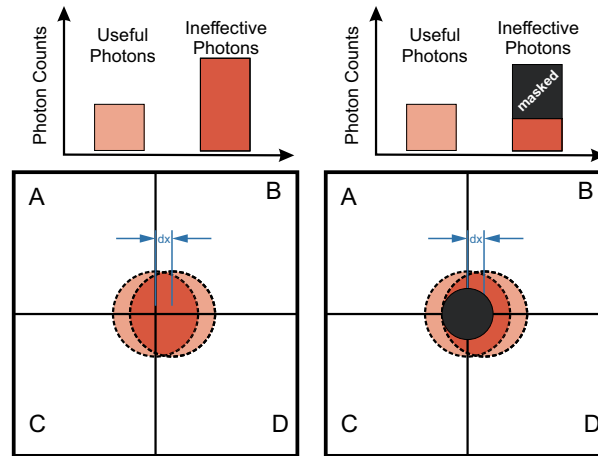 Photon Counts
Useful
Photons
Ineffective
Photons
A
B
dx
C
D
Photon Counts
Useful
Photons
Ineffective
Photons
masked
A
B
dx
C
D